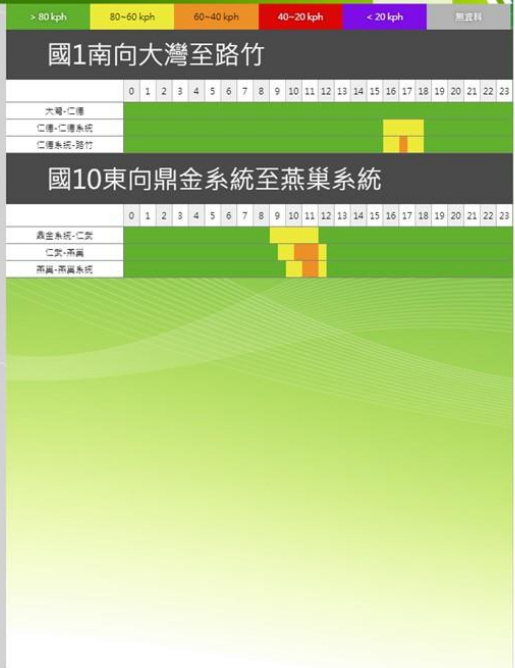 > 80 kph 80~60 kph 60~40 kph 40~20 kph < 20 kph 無資料
國1南向大灣至路竹
0 1 2 3 4 5 6 7 8 9 10 11 12 13 14 15 16 17 18 19 20 21 22 23
大灣-仁德
仁德-仁德系統
仁德系統-路竹
國10東向鼎金系統至燕巢系統
0 1 2 3 4 5 6 7 8 9 10 11 12 13 14 15 16 17 18 19 20 21 22 23
鼎金系統-仁武
仁武-燕巢
燕巢-燕巢系統